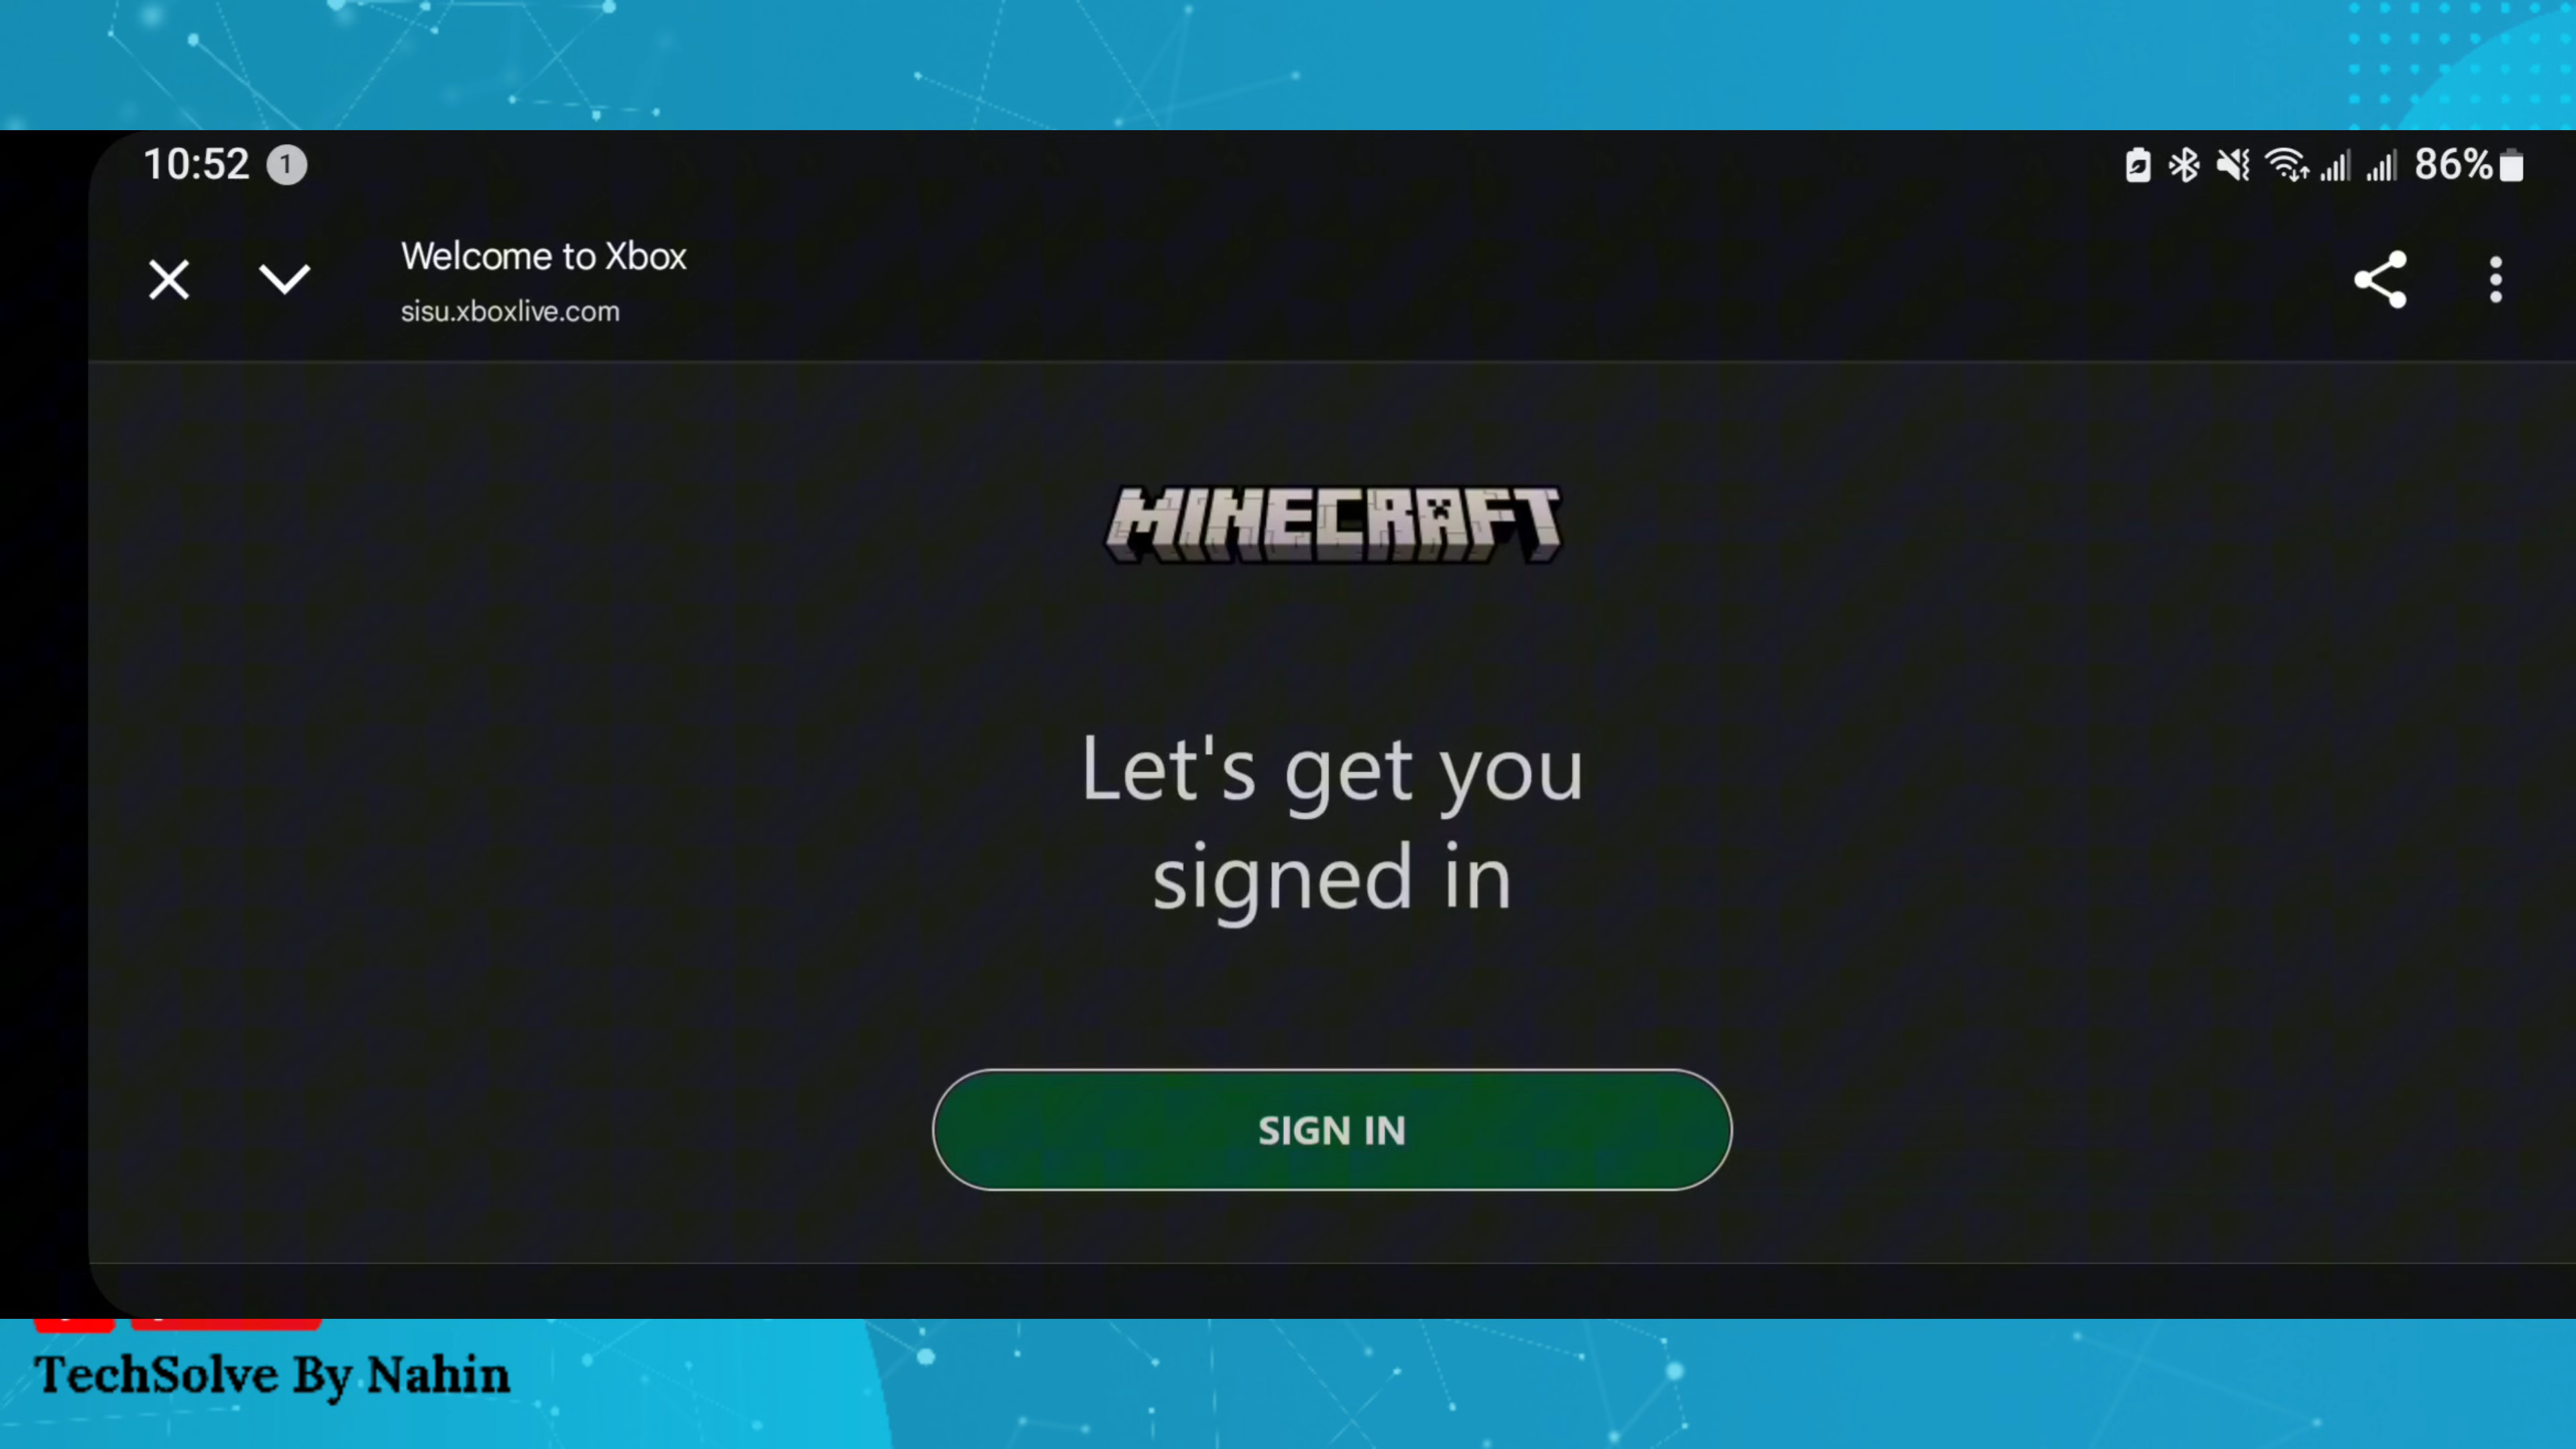 10:52 1
86%
Welcome to Xbox
sisu.xboxlive.com
MINECRAFT
Let's get you
signed in
SIGN IN
TechSolve By Nahin